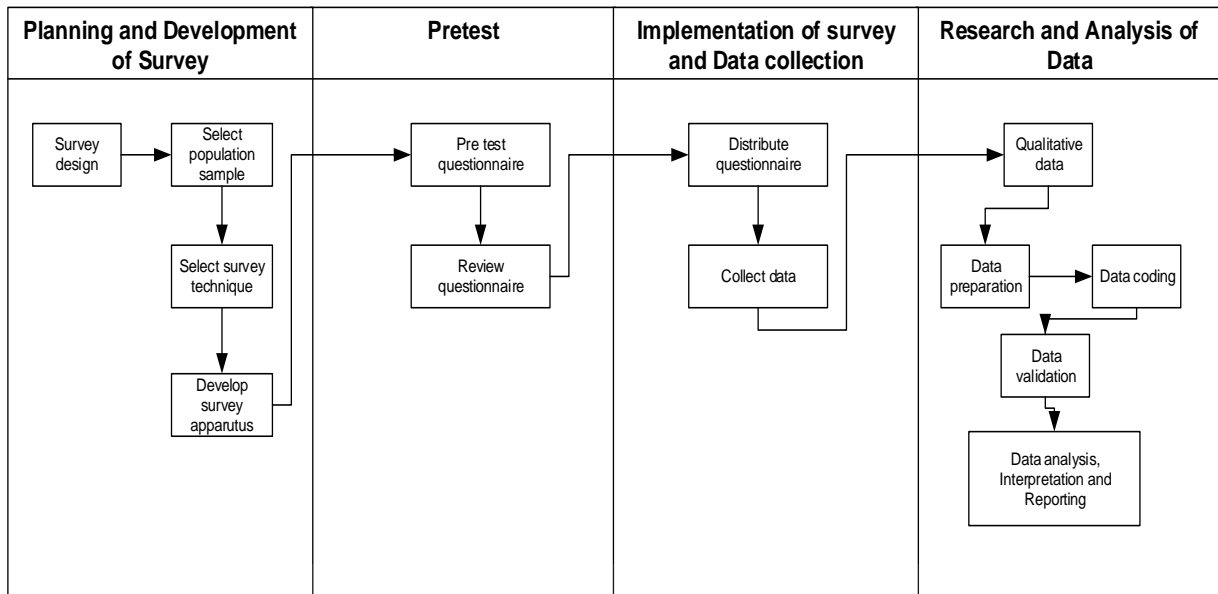 Planning and Development
of Survey
Pretest
Implementation of survey
and Data collection
Research and Analysis of
Data
Survey
design
Select
population
sample
Select survey
technique
Develop
survey
apparutus
Pre test
questionnaire
Review
questionnaire
Distribute
questionnaire
Collect data
Qualitative
data
Data
preparation
Data coding
Data
validation
Data analysis,
Interpretation and
Reporting